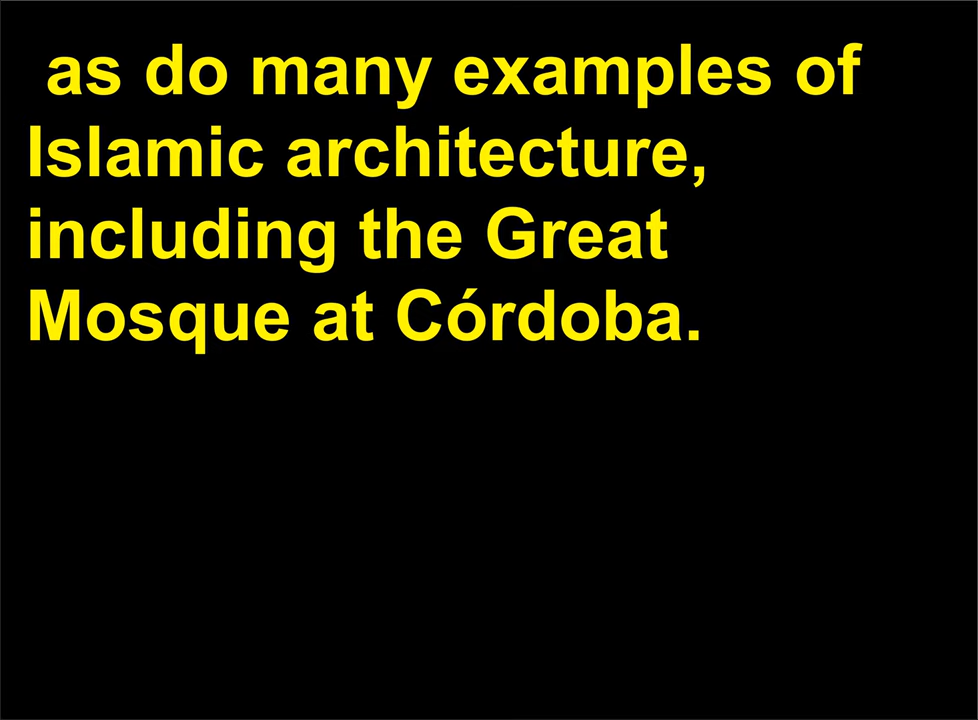 as do many examples of
Islamic architecture,
including the Great
Mosque at Córdoba.